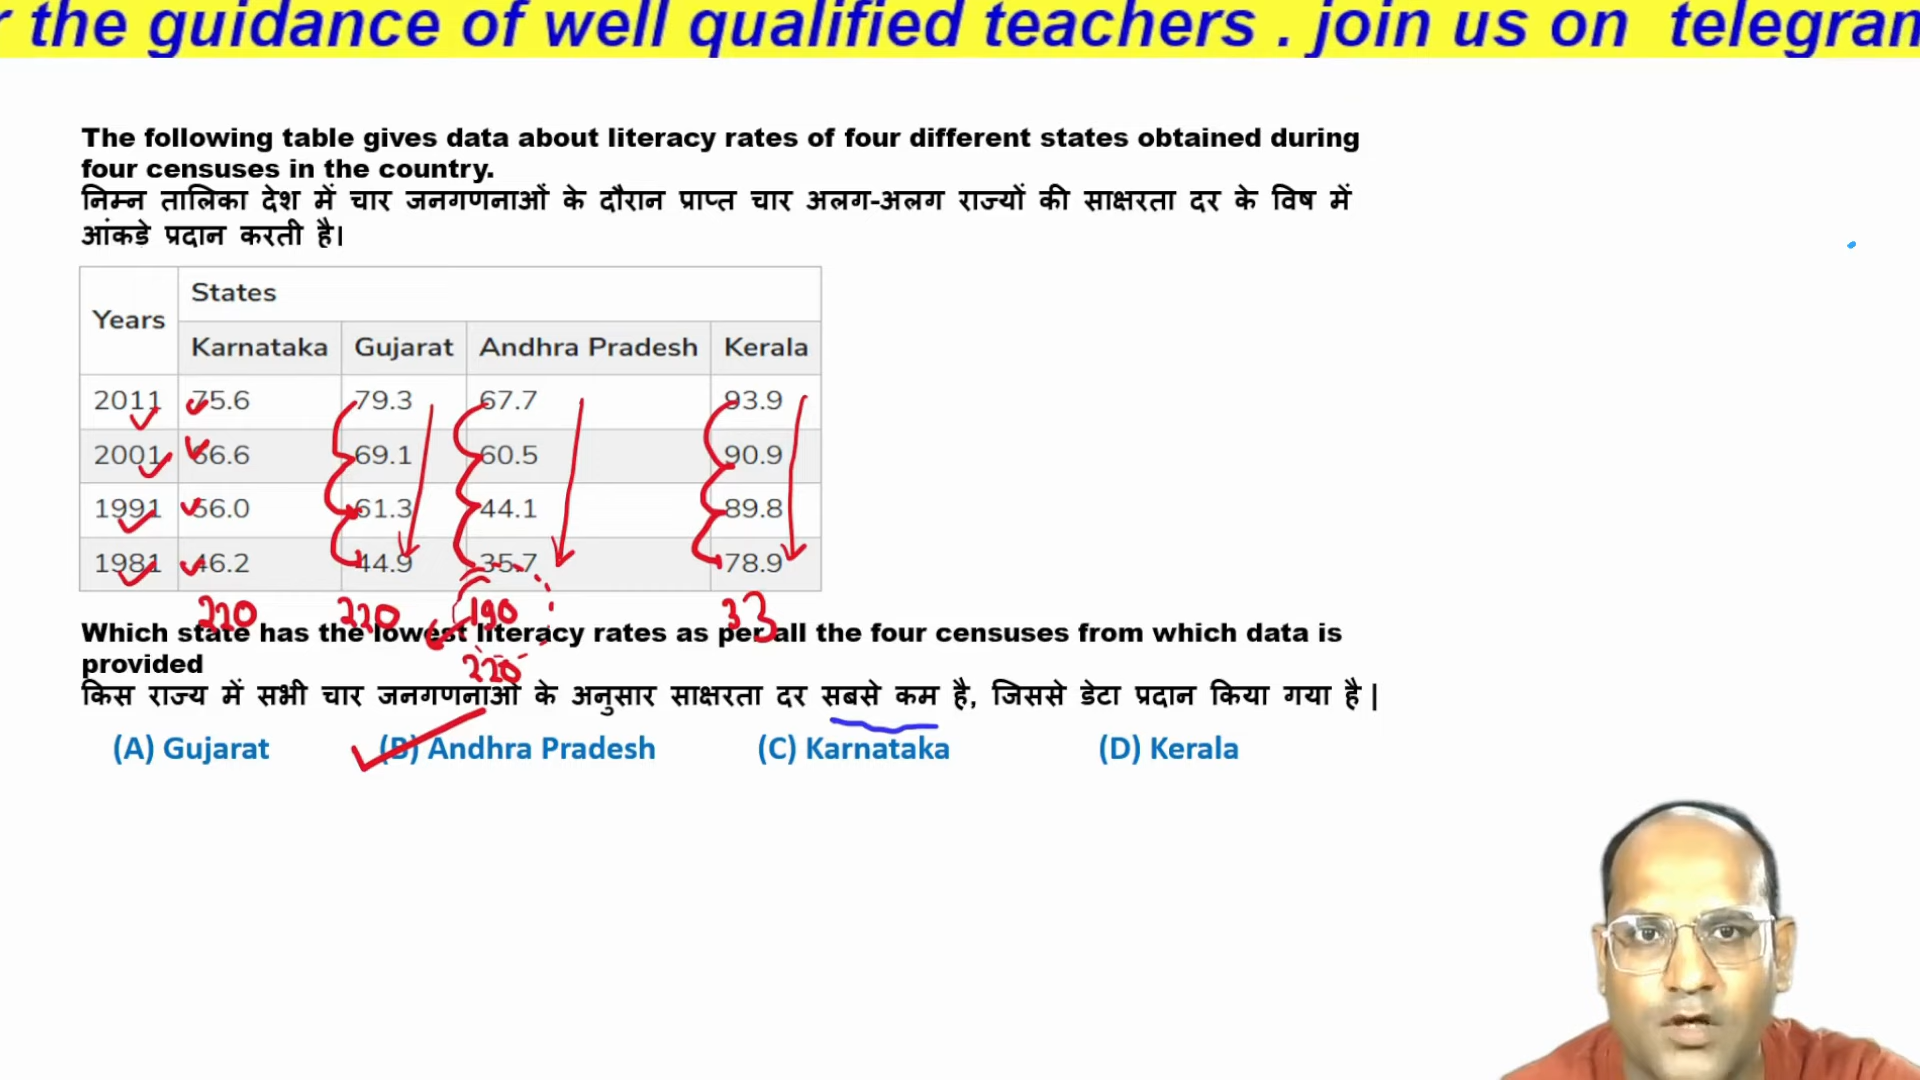 r the guidance of well qualified teachers . join us on telegram
The following table gives data about literacy rates of four different states obtained during
four censuses in the country.
निम्न तालिका देश में चार जनगणनाओं के दौरान प्राप्त चार अलग-अलग राज्यों की साक्षरता दर के विष में
आंकडे प्रदान करती है।
Years States
Karnataka Gujarat Andhra Pradesh Kerala
2011 75.6 79.3 67.7 93.9
2001 66.6 69.1 60.5 90.9
1991 56.0 61.3 44.1 89.8
1981 46.2 44.9 35.7 78.9
220 220 190 33
Which state has the lowest literacy rates as per all the four censuses from which data is
provided
220
किस राज्य में सभी चार जनगणनाओ के अनुसार साक्षरता दर सबसे कम है, जिससे डेटा प्रदान किया गया है |
(A) Gujarat (B) Andhra Pradesh (C) Karnataka (D) Kerala